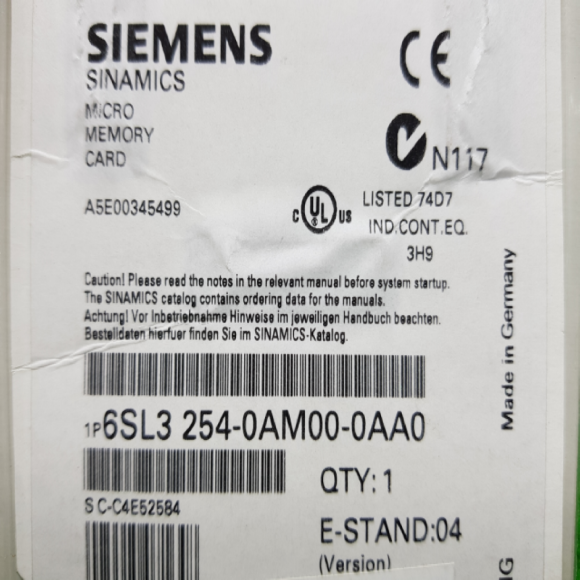 SIEMENS
SINAMICS
MICRO
MEMORY
CARD
N117
A5E00345499
C UL US
LISTED 74D7
IND.CONT.EQ.
3H9
Caution! Please read the notes in the relevant manual before system startup.
The SINAMICS catalog contains ordering data for the manuals.
Achtung! Vor Inbetriebnahme Hinweise im jeweiligen Handbuch beachten.
Bestelldaten hierfuer finden Sie im SINAMICS-Katalog.
1P6SL3 254-0AM00-0AA0
QTY: 1
S C-C4E52584
E-STAND:04
(Version)
Made in Germany